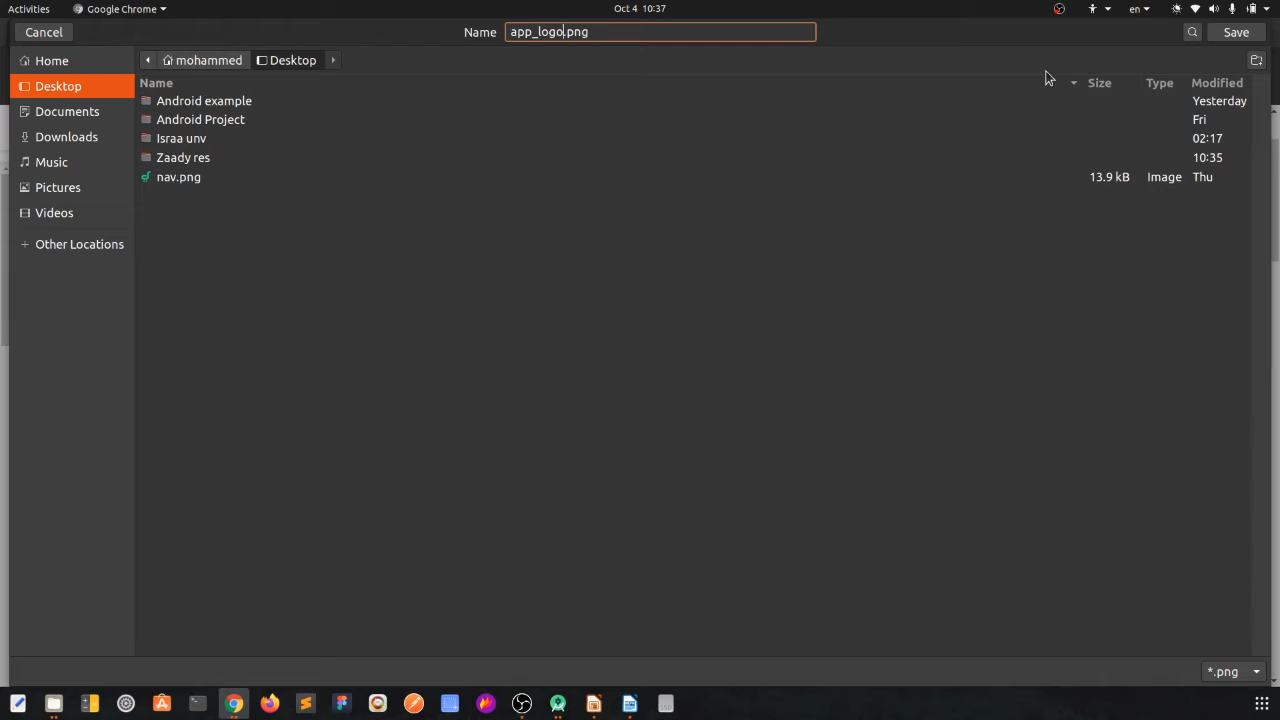 Activities Google Chrome Oct 4 10:37 en
Cancel Name app_logo.png Save
Home mohammed Desktop
Desktop Name Size Type Modified
Android example Yesterday
Documents Android Project Fri
Downloads Israa unv 02:17
Music Zaady res 10:35
Pictures nav.png 13.9 kB Image Thu
Videos
Other Locations
*.png